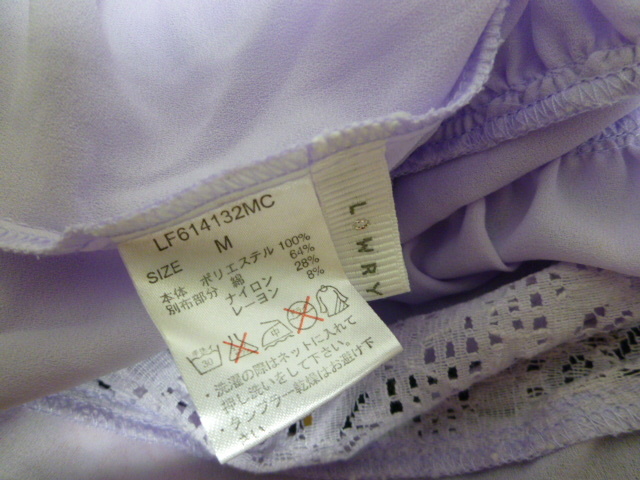 LF614132MC
SIZE M
本体 ポリエステル 100%
別布部分 綿 64%
ナイロン 28%
レーヨン 8%
中
・洗濯の際はネットに入れて
押し洗いをして下さい。
・タンブラー乾燥はお避け下
さい
LOWRY